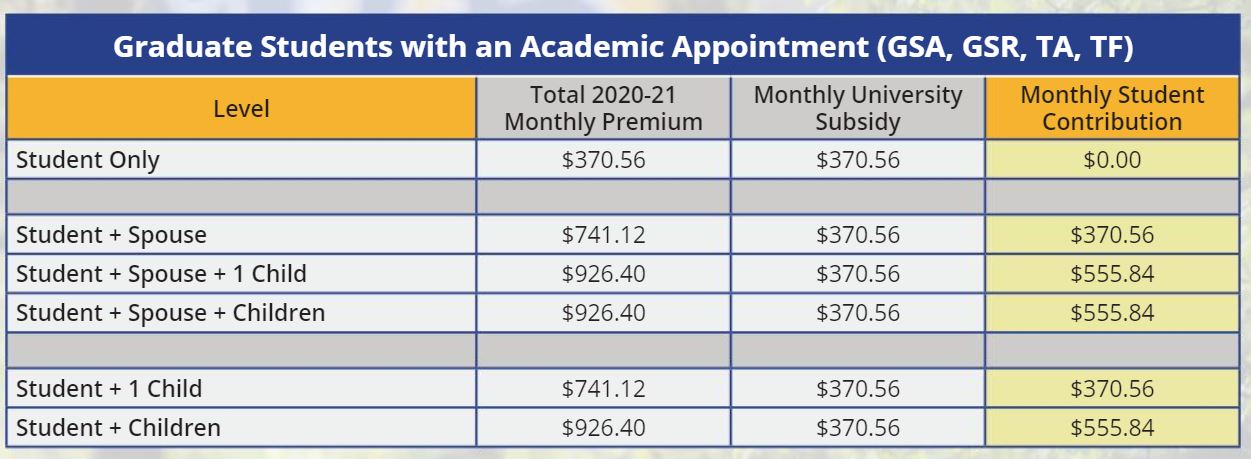 Graduate Students with an Academic Appointment (GSA, GSR, TA, TF)
Level
Total 2020-21
Monthly Premium
Monthly University
Subsidy
Monthly Student
Contribution
Student Only $370.56 $370.56 $0.00
Student + Spouse $741.12 $370.56 $370.56
Student + Spouse + 1 Child $926.40 $370.56 $555.84
Student + Spouse + Children $926.40 $370.56 $555.84
Student + 1 Child $741.12 $370.56 $370.56
Student + Children $926.40 $370.56 $555.84